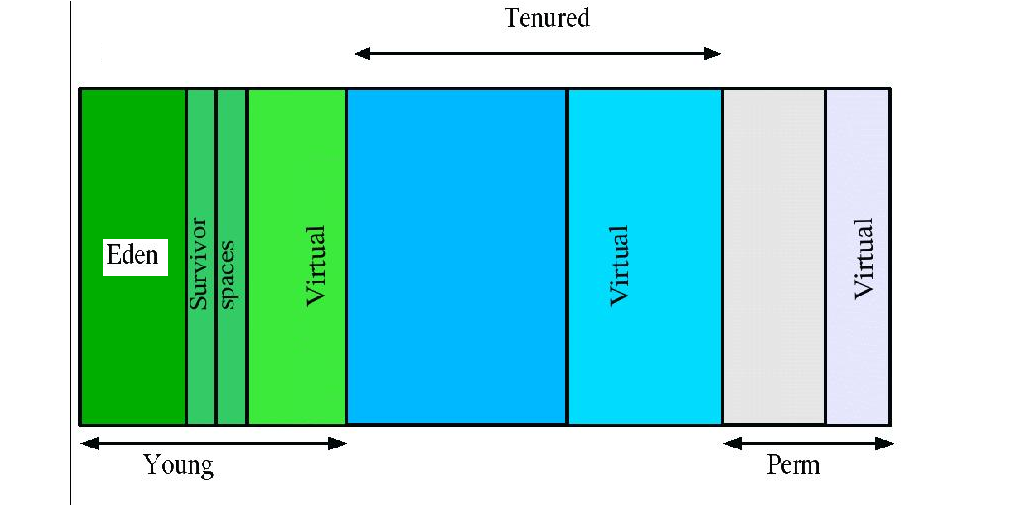 Tenured
Eden
Survivor
spaces
Virtual
Virtual
Virtual
Young
Perm